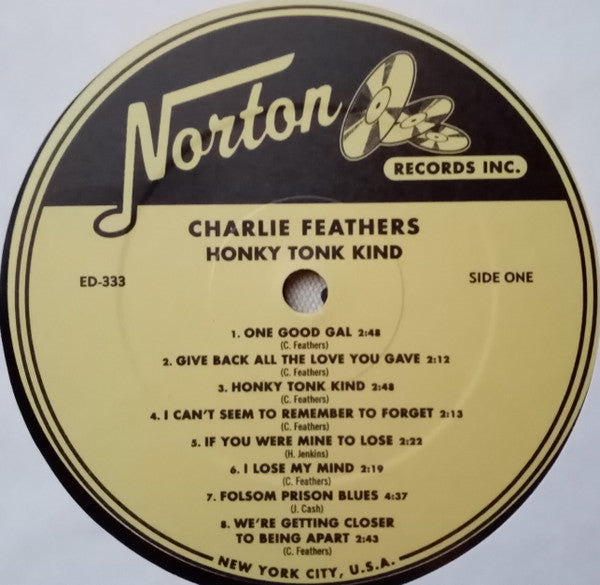 Norton
RECORDS INC.
CHARLIE FEATHERS
HONKY TONK KIND
ED-333
SIDE ONE
1. ONE GOOD GAL 2:48
(C. Feathers)
2. GIVE BACK ALL THE LOVE YOU GAVE 2:12
(C. Feathers)
3. HONKY TONK KIND 2:48
(C. Feathers)
4. I CAN'T SEEM TO REMEMBER TO FORGET 2:13
(C. Feathers)
5. IF YOU WERE MINE TO LOSE 2:22
(H. Jenkins)
6. I LOSE MY MIND 2:19
(C. Feathers)
7. FOLSOM PRISON BLUES 4:37
(J. Cash)
8. WE'RE GETTING CLOSER
TO BEING APART 2:43
(C. Feathers)
NEW YORK CITY, U.S.A.